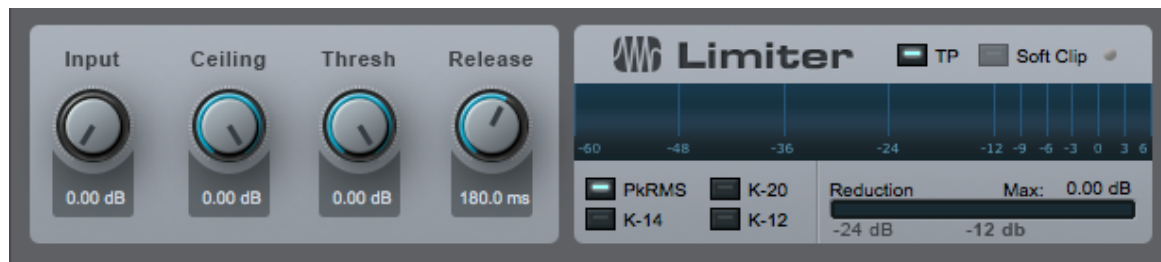 Input Ceiling Thresh Release
0.00 dB 0.00 dB 0.00 dB 180.0 ms
Limiter TP Soft Clip
-60 -48 -36 -24 -12 -9 -6 -3 0 3 6
PkRMS K-20
K-14 K-12
Reduction Max: 0.00 dB
-24 dB -12 db